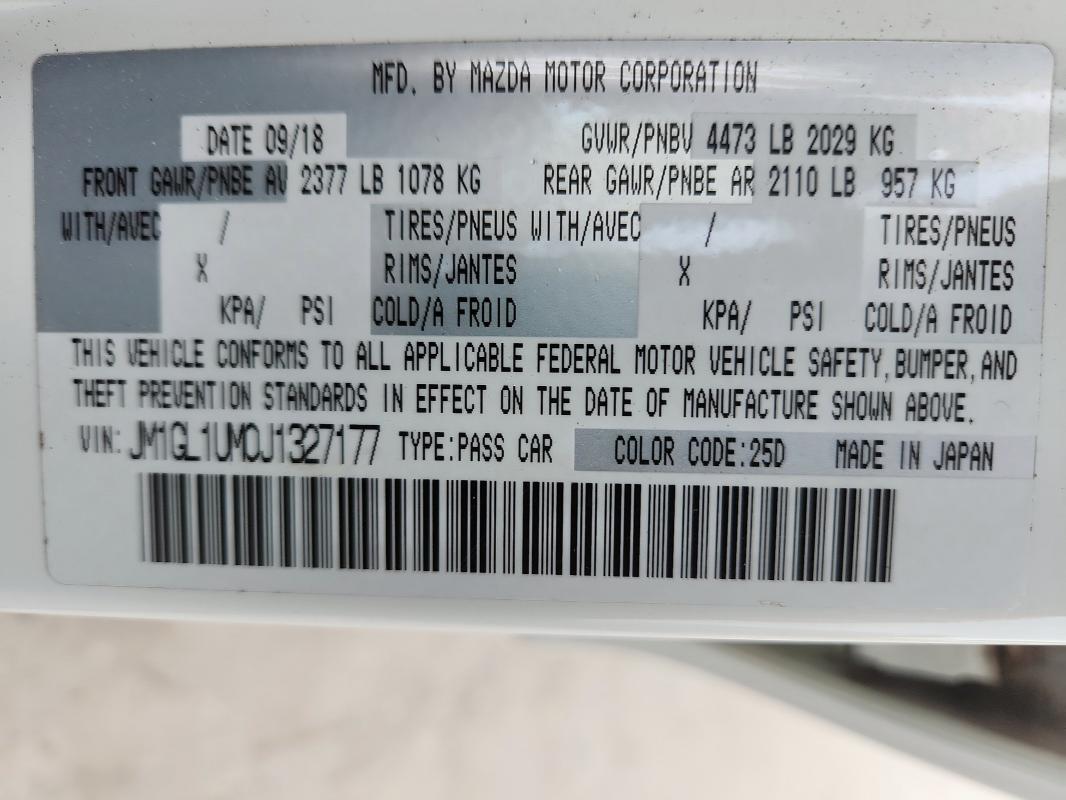 MFD. BY MAZDA MOTOR CORPORATION
DATE 09/18 GVWR/PNBV 4473 LB 2029 KG
FRONT GAWR/PNBE AV 2377 LB 1078 KG REAR GAWR/PNBE AR 2110 LB 957 KG
WITH/AVEC / TIRES/PNEUS WITH/AVEC / TIRES/PNEUS
X RIMS/JANTES X RIMS/JANTES
KPA/ PSI COLD/A FROID KPA/ PSI COLD/A FROID
THIS VEHICLE CONFORMS TO ALL APPLICABLE FEDERAL MOTOR VEHICLE SAFETY, BUMPER, AND
THEFT PREVENTION STANDARDS IN EFFECT ON THE DATE OF MANUFACTURE SHOWN ABOVE.
VIN: JM1GL1UM0J1327177 TYPE:PASS CAR COLOR CODE:25D MADE IN JAPAN